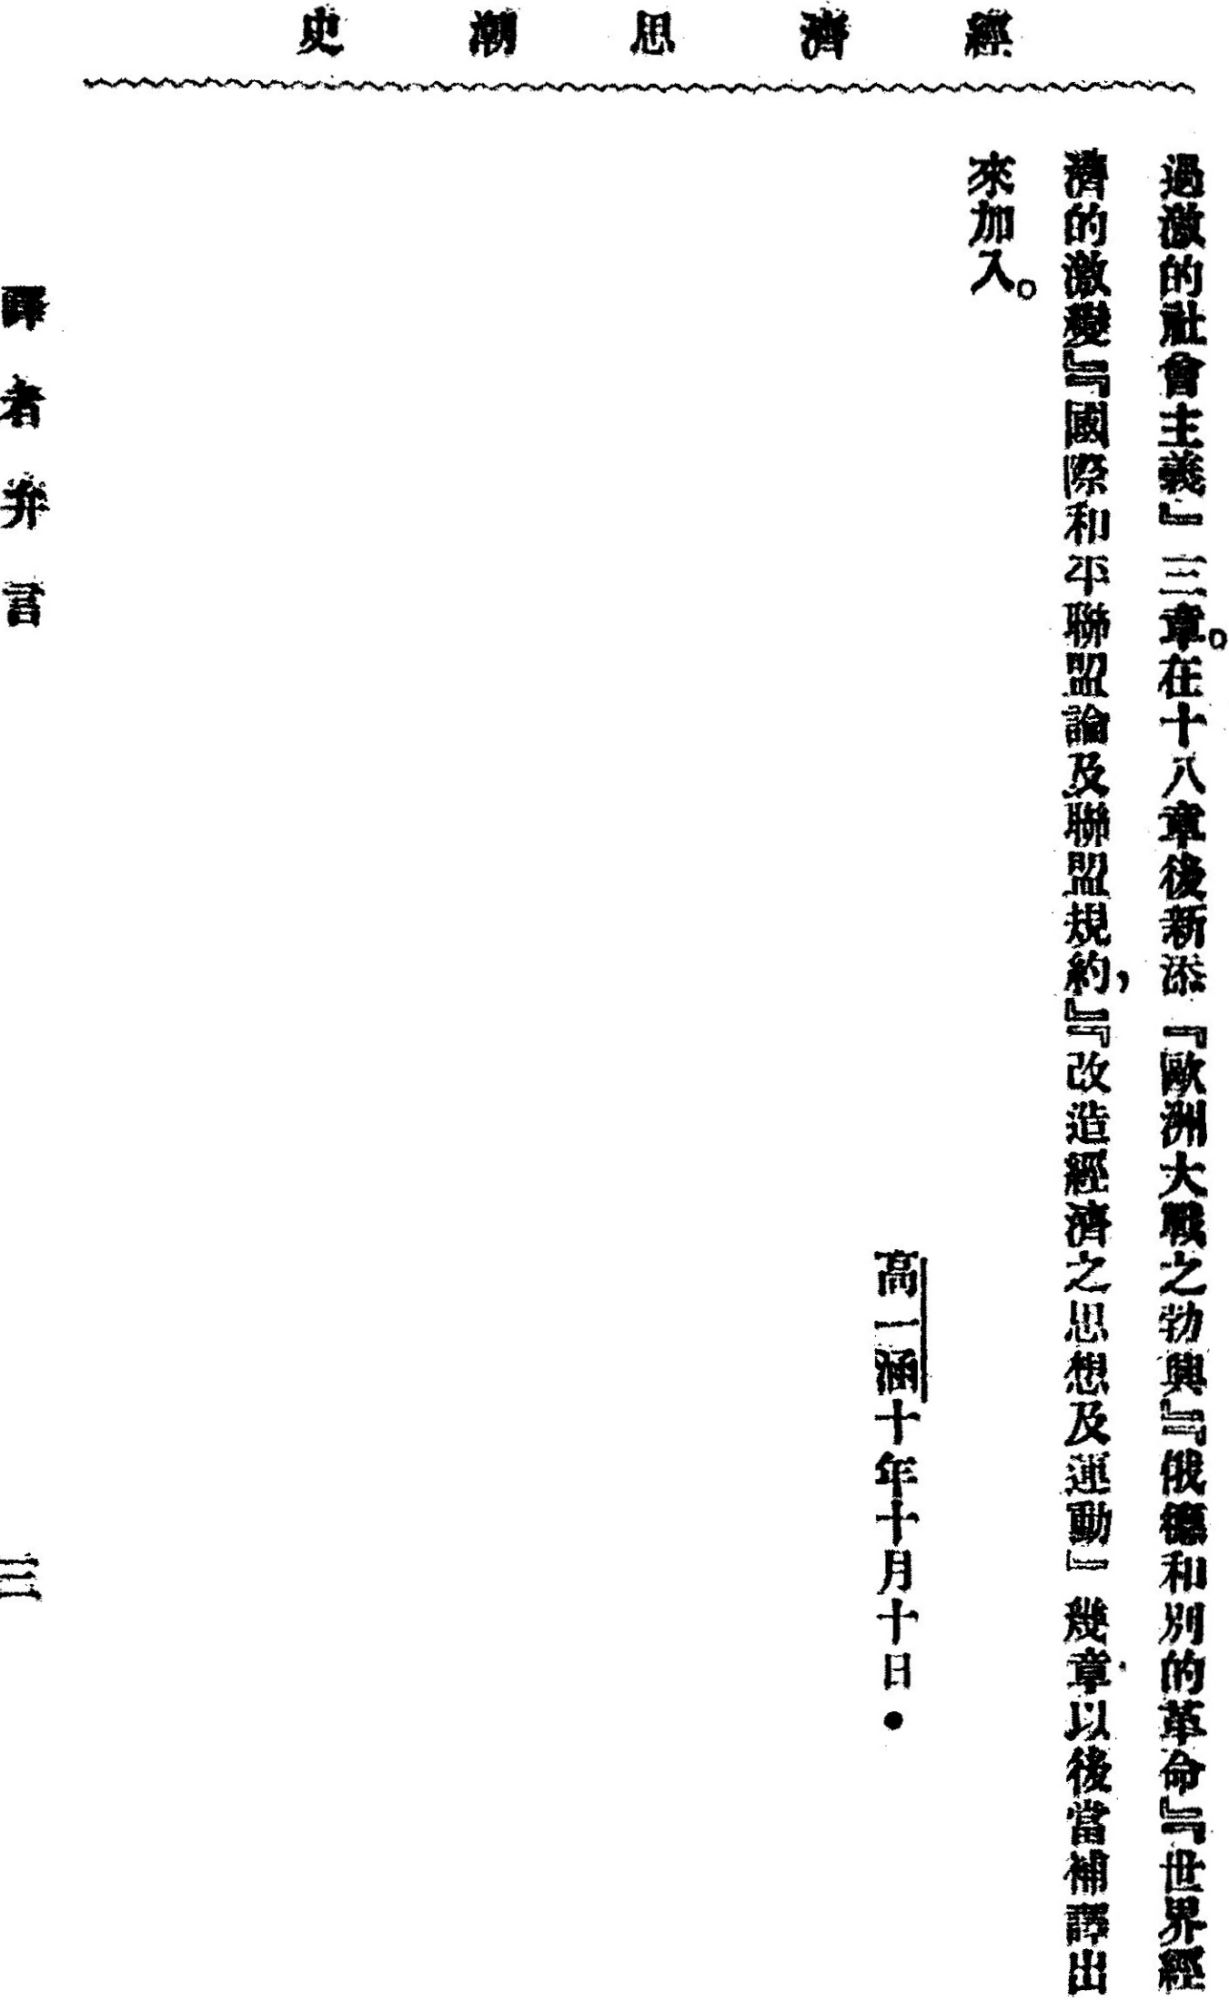 經濟思潮史
過激的社會主義』三章。在十八章後新添『歐洲大戰之勃興』『俄德和別的革命』『世界經
濟的激變』『國際和平聯盟論及聯盟規約,』『改造經濟之思想及運動』幾章以後當補譯出
來加入。
高一涵十年十月十日•
譯者弁言
三